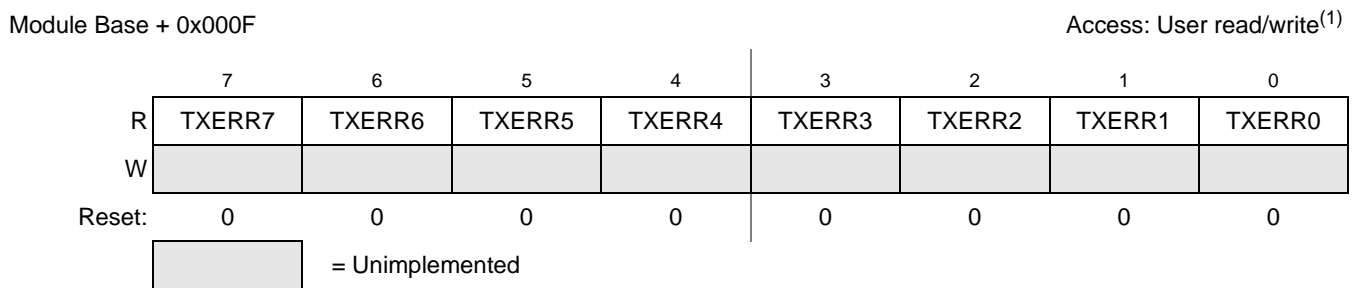 Module Base + 0x000F Access: User read/write(1)
7 6 5 4 3 2 1 0
R TXERR7 TXERR6 TXERR5 TXERR4 TXERR3 TXERR2 TXERR1 TXERR0
W
Reset: 0 0 0 0 0 0 0 0
= Unimplemented